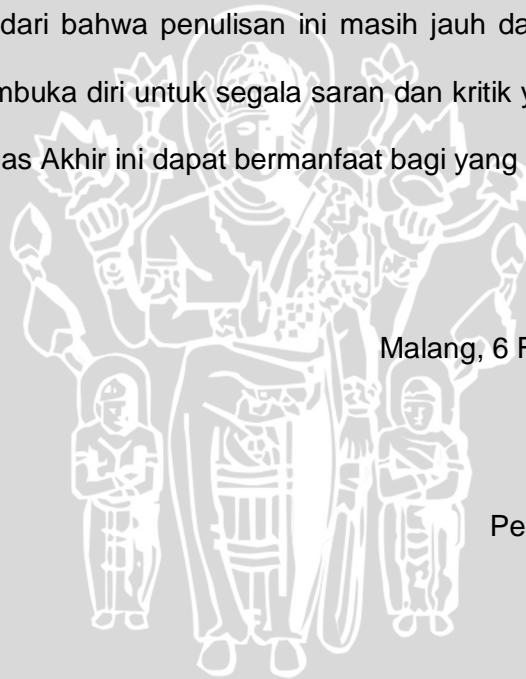 dari bahwa penulisan ini masih jauh da
mbuka diri untuk segala saran dan kritik y
as Akhir ini dapat bermanfaat bagi yang
Malang, 6 F
Pe